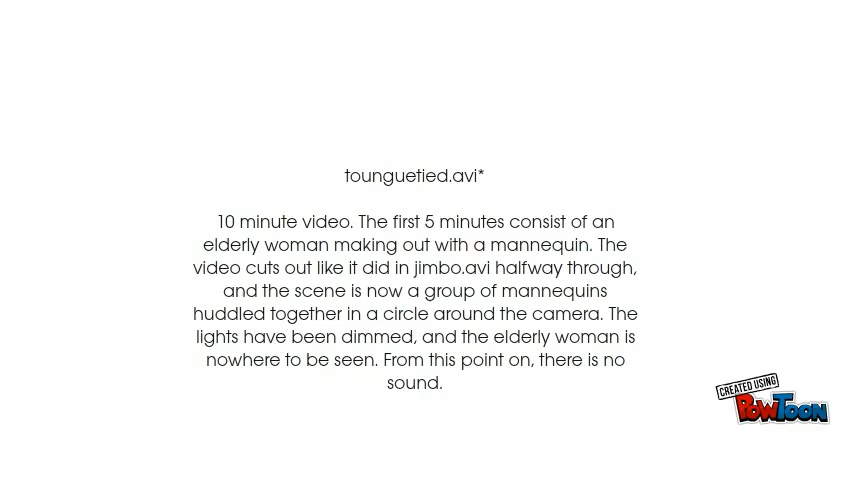 tounguetied.avi*
10 minute video. The first 5 minutes consist of an
elderly woman making out with a mannequin. The
video cuts out like it did in jimbo.avi halfway through,
and the scene is now a group of mannequins
huddled together in a circle around the camera. The
lights have been dimmed, and the elderly woman is
nowhere to be seen. From this point on, there is no
sound.
CREATED USING
POWTOON